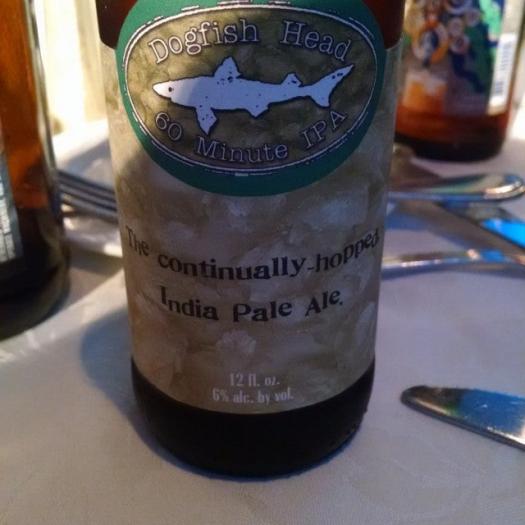 Dogfish Head
60 Minute IPA
The continually-hopped
India Pale Ale.
12 fl. oz.
6% alc. by vol.